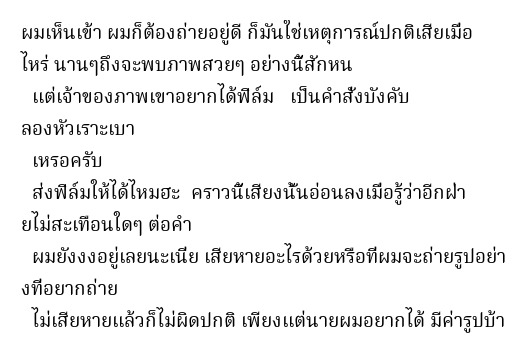 ผมเห็นเข้า ผมก็ต้องถ่ายอยู่ดี ก็มันใช่เหตุการณ์ปกติเสียเมื่อ
ไหร่ นานๆถึงจะพบภาพสวยๆ อย่างนี้สักหน
แต่เจ้าของภาพเขาอยากได้ฟิล์ม   เป็นคำสั่งบังคับ
ลองหัวเราะเบา
เหรอครับ
ส่งฟิล์มให้ได้ไหมฮะ  คราวนี้เสียงนั้นอ่อนลงเมื่อรู้ว่าอีกฝ่า
ยไม่สะเทือนใดๆ ต่อคำ
ผมยังงงอยู่เลยนะเนีย เสียหายอะไรด้วยหรือที่ผมจะถ่ายรูปอย่า
งที่อยากถ่าย
ไม่เสียหายแล้วก็ไม่ผิดปกติ เพียงแต่นายผมอยากได้ มีค่ารูปบ้า